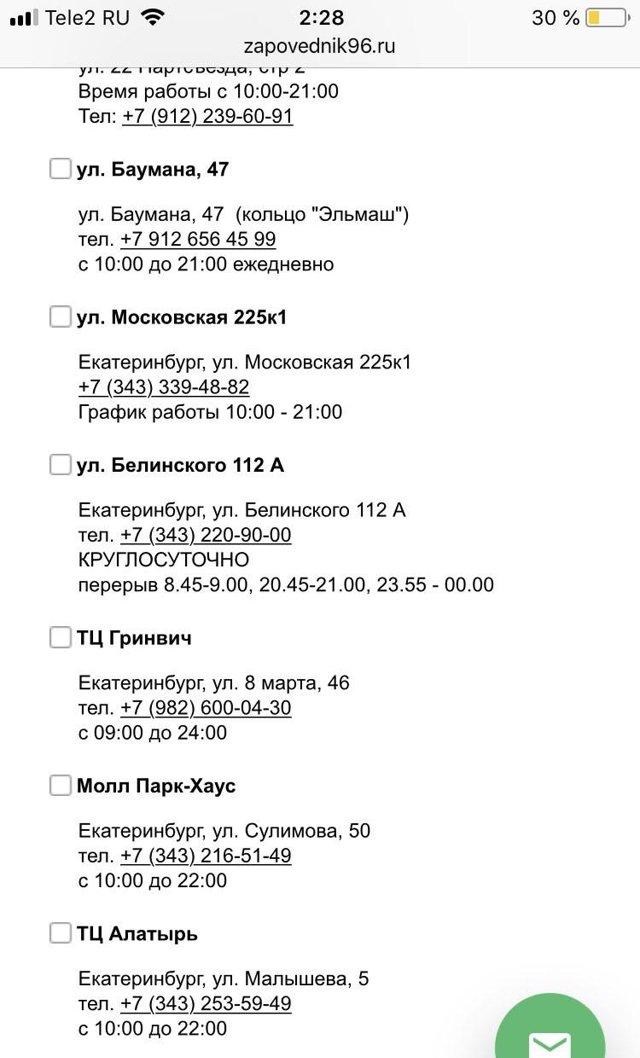 Tele2 RU 2:28 30 %
zapovednik96.ru
ул. 22 Партсъезда, стр 2
Время работы с 10:00-21:00
Тел: +7 (912) 239-60-91
ул. Баумана, 47
ул. Баумана, 47 (кольцо "Эльмаш")
тел. +7 912 656 45 99
с 10:00 до 21:00 ежедневно
ул. Московская 225к1
Екатеринбург, ул. Московская 225к1
+7 (343) 339-48-82
График работы 10:00 - 21:00
ул. Белинского 112 А
Екатеринбург, ул. Белинского 112 А
тел. +7 (343) 220-90-00
КРУГЛОСУТОЧНО
перерыв 8.45-9.00, 20.45-21.00, 23.55 - 00.00
ТЦ Гринвич
Екатеринбург, ул. 8 марта, 46
тел. +7 (982) 600-04-30
с 09:00 до 24:00
Молл Парк-Хаус
Екатеринбург, ул. Сулимова, 50
тел. +7 (343) 216-51-49
с 10:00 до 22:00
ТЦ Алатырь
Екатеринбург, ул. Малышева, 5
тел. +7 (343) 253-59-49
с 10:00 до 22:00